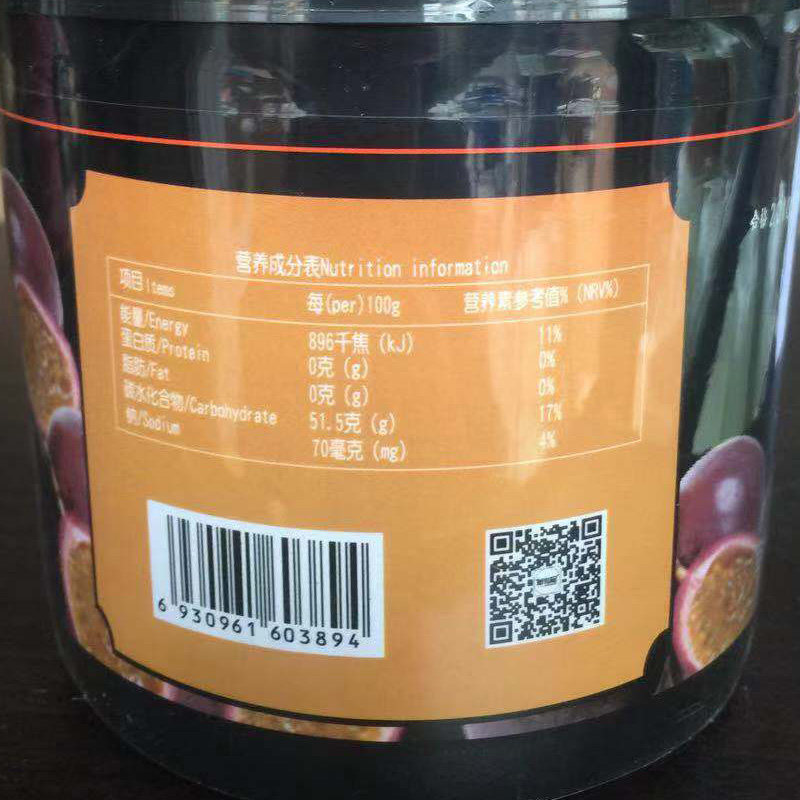 营养成分表Nutrition information
项目Items 每(per)100g 营养素参考值% (NRV%)
能量/Energy 896千焦 (kJ) 11%
蛋白质/Protein 0克 (g) 0%
脂肪/Fat 0克 (g) 0%
碳水化合物/Carbohydrate 51.5克 (g) 17%
钠/Sodium 70毫克 (mg) 4%
6 930961 603894